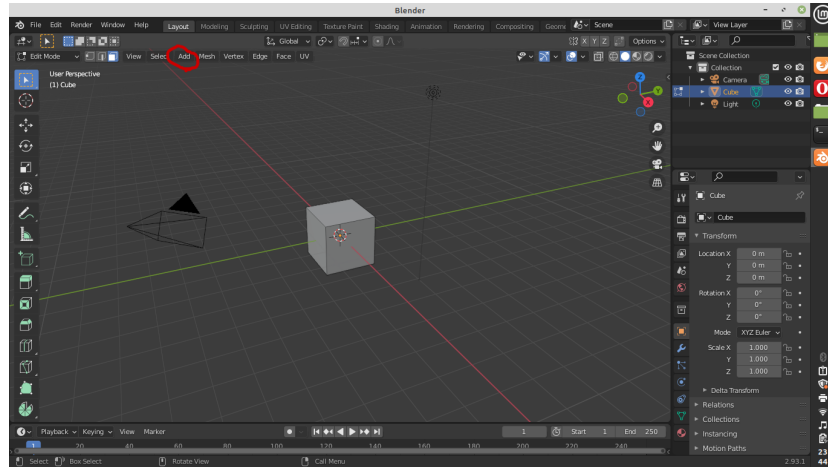 Blender
File Edit Render Window Help Layout Modeling Sculpting UV Editing Texture Paint Shading Animation Rendering Compositing Geome Scene View Layer
Global X Y Z Options
Edit Mode View Select Add Mesh Vertex Edge Face UV
User Perspective
(1) Cube
Z
Y
X
Scene Collection
Collection
Camera
Cube
Light
Cube
Cube
Transform
Location X 0 m
Y 0 m
Z 0 m
Rotation X 0°
Y 0°
Z 0°
Mode XYZ Euler
Scale X 1.000
Y 1.000
Z 1.000
Delta Transform
Relations
Collections
Instancing
Motion Paths
Playback Keying View Marker 1 Start 1 End 250
1 20 40 60 80 100 120 140 160 180 200 220 240
Select Box Select Rotate View Call Menu 2.93.1
23
44